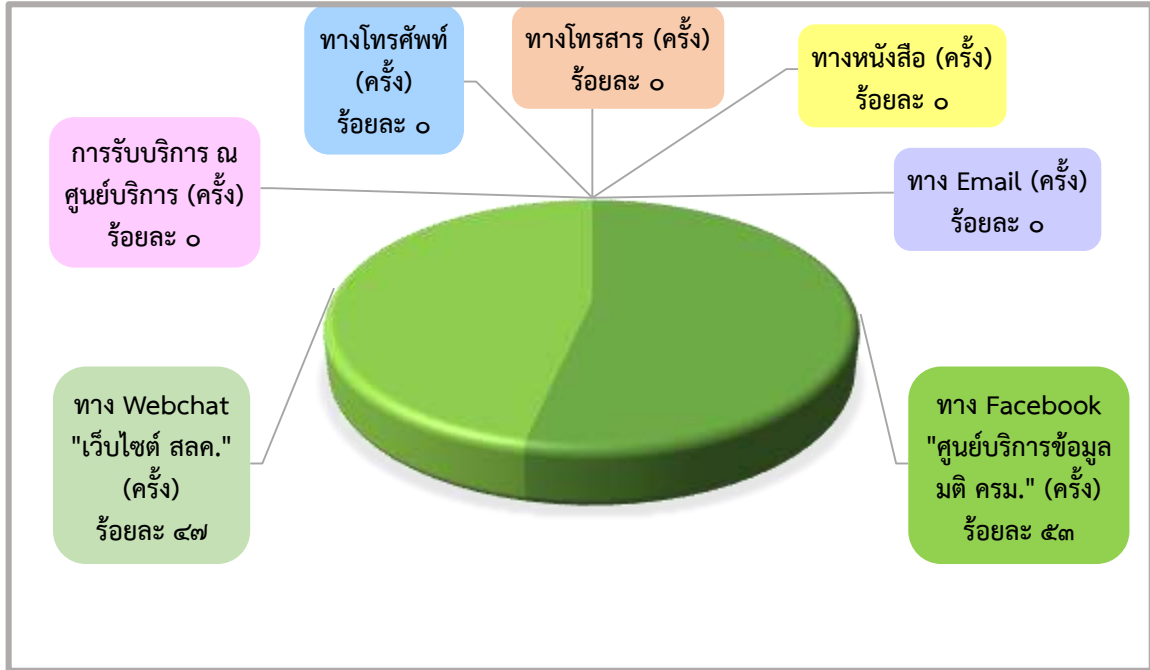 ทางโทรศัพท์
(ครั้ง)
ร้อยละ ๐
ทางโทรสาร (ครั้ง)
ร้อยละ ๐
ทางหนังสือ (ครั้ง)
ร้อยละ ๐
การรับบริการ ณ
ศูนย์บริการ (ครั้ง)
ร้อยละ ๐
ทาง Email (ครั้ง)
ร้อยละ ๐
ทาง Webchat
"เว็บไซต์ สลค."
(ครั้ง)
ร้อยละ ๔๗
ทาง Facebook
"ศูนย์บริการข้อมูล
มติ ครม." (ครั้ง)
ร้อยละ ๕๓